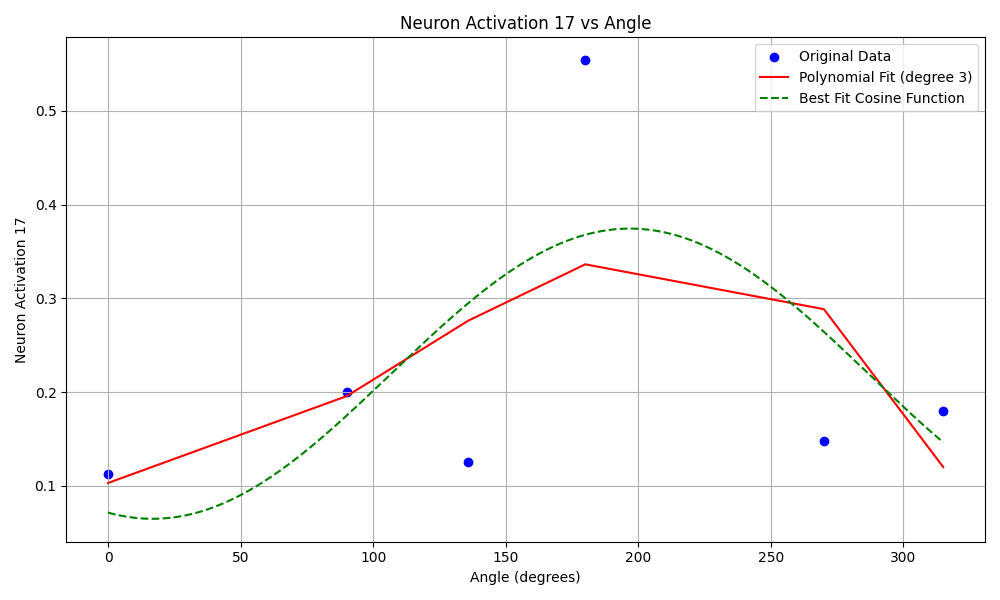 Neuron Activation 17 vs Angle
Original Data
Polynomial Fit (degree 3)
Best Fit Cosine Function
Neuron Activation 17
0.5
0.4
0.3
0.2
0.1
0 50 100 150 200 250 300
Angle (degrees)